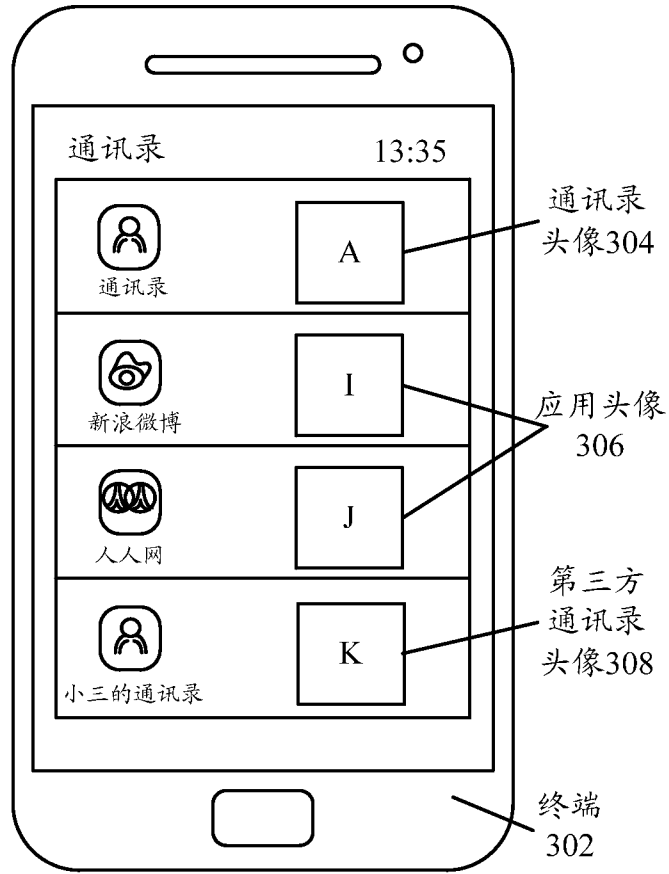 通讯录 13:35
A
通讯录
通讯录
头像304
I
新浪微博
应用头像
306
J
人人网
第三方
通讯录
头像308
K
小三的通讯录
终端
302